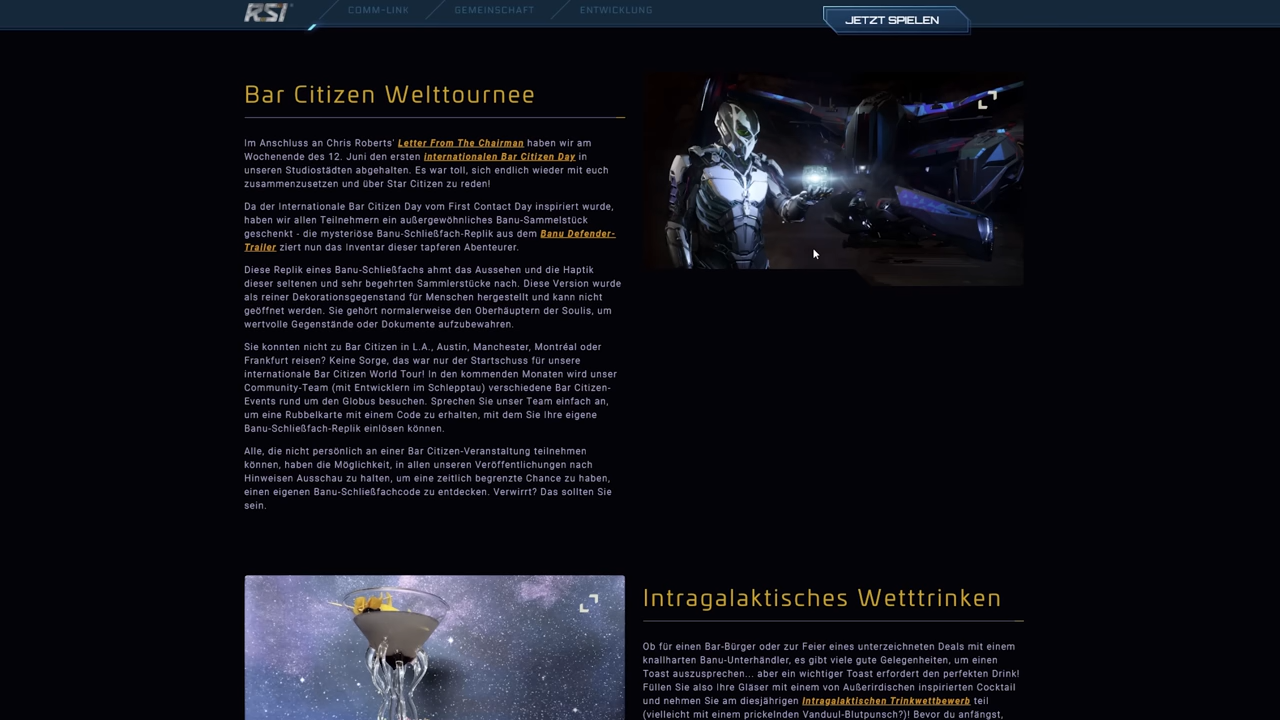 RSI
COMM-LINK
GEMEINSCHAFT
ENTWICKLUNG
JETZT SPIELEN
Bar Citizen Welttournee
Im Anschluss an Chris Roberts' Letter From The Chairman haben wir am
Wochenende des 12. Juni den ersten internationalen Bar Citizen Day in
unseren Studiostädten abgehalten. Es war toll, sich endlich wieder mit euch
zusammenzusetzen und über Star Citizen zu reden!
Da der Internationale Bar Citizen Day vom First Contact Day inspiriert wurde,
haben wir allen Teilnehmern ein außergewöhnliches Banu-Sammelstück
geschenkt - die mysteriöse Banu-Schließfach-Replik aus dem Banu Defender-
Trailer ziert nun das Inventar dieser tapferen Abenteurer.
Diese Replik eines Banu-Schließfachs ahmt das Aussehen und die Haptik
dieser seltenen und sehr begehrten Sammlerstücke nach. Diese Version wurde
als reiner Dekorationsgegenstand für Menschen hergestellt und kann nicht
geöffnet werden. Sie gehört normalerweise den Oberhäuptern der Soulis, um
wertvolle Gegenstände oder Dokumente aufzubewahren.
Sie konnten nicht zu Bar Citizen in L.A., Austin, Manchester, Montréal oder
Frankfurt reisen? Keine Sorge, das war nur der Startschuss für unsere
internationale Bar Citizen World Tour! In den kommenden Monaten wird unser
Community-Team (mit Entwicklern im Schlepptau) verschiedene Bar Citizen-
Events rund um den Globus besuchen. Sprechen Sie unser Team einfach an,
um eine Rubbelkarte mit einem Code zu erhalten, mit dem Sie Ihre eigene
Banu-Schließfach-Replik einlösen können.
Alle, die nicht persönlich an einer Bar Citizen-Veranstaltung teilnehmen
können, haben die Möglichkeit, in allen unseren Veröffentlichungen nach
Hinweisen Ausschau zu halten, um eine zeitlich begrenzte Chance zu haben,
einen eigenen Banu-Schließfachcode zu entdecken. Verwirrt? Das sollten Sie
sein.
Intragalaktisches Wetttrinken
Ob für einen Bar-Bürger oder zur Feier eines unterzeichneten Deals mit einem
knallharten Banu-Unterhändler, es gibt viele gute Gelegenheiten, um einen
Toast auszusprechen... aber ein wichtiger Toast erfordert den perfekten Drink!
Füllen Sie also Ihre Gläser mit einem von Außerirdischen inspirierten Cocktail
und nehmen Sie am diesjährigen Intragalaktischen Trinkwettbewerb teil
(vielleicht mit einem prickelnden Vanduul-Blutpunsch?)! Bevor du anfängst,